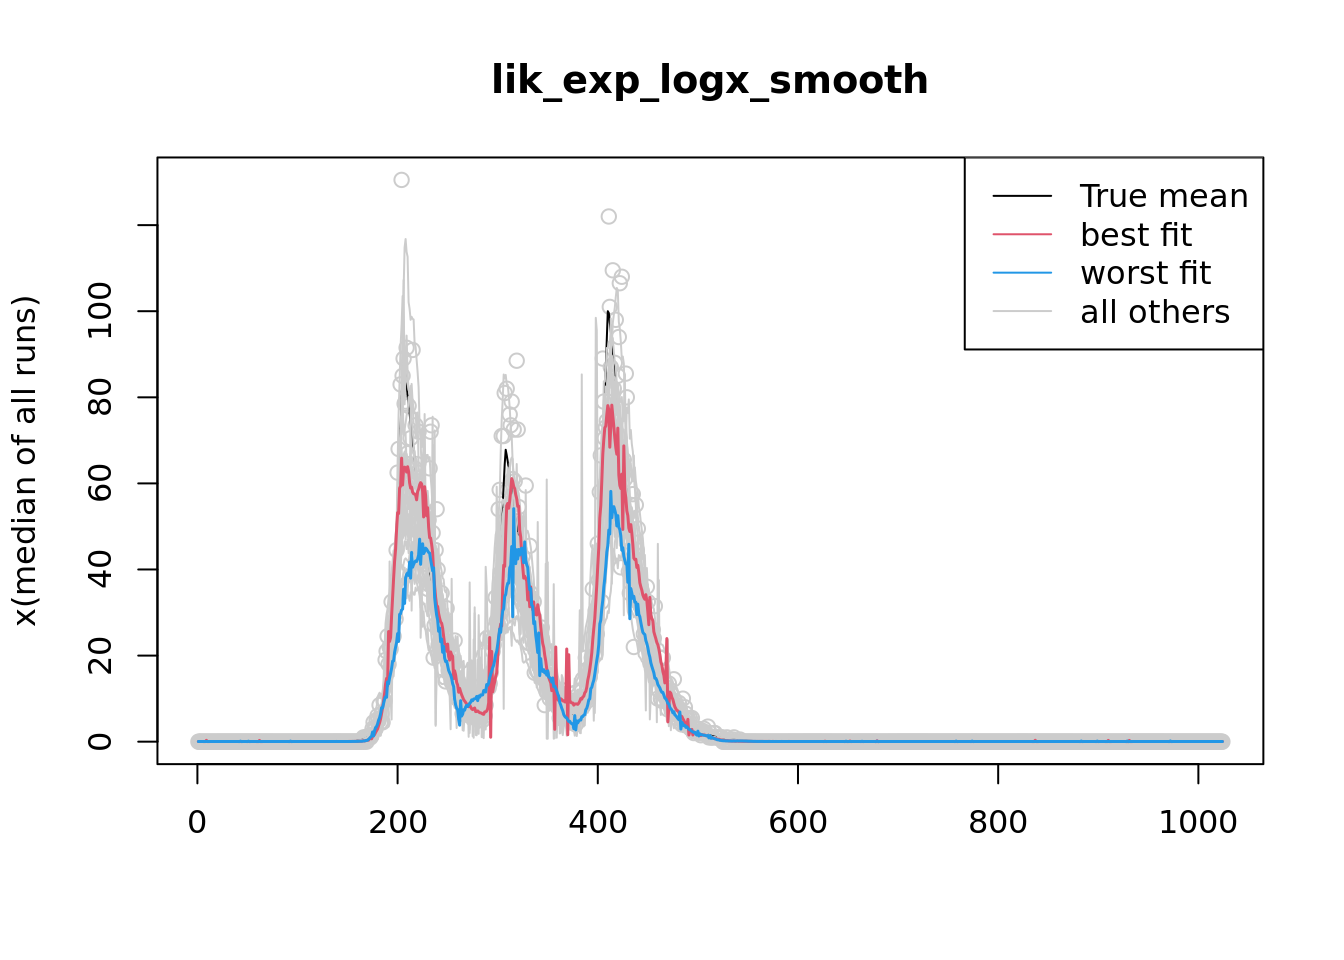 lik_exp_logx_smooth
True mean
best fit
worst fit
all others
x(median of all runs)
100
80
60
40
20
0
0 200 400 600 800 1000